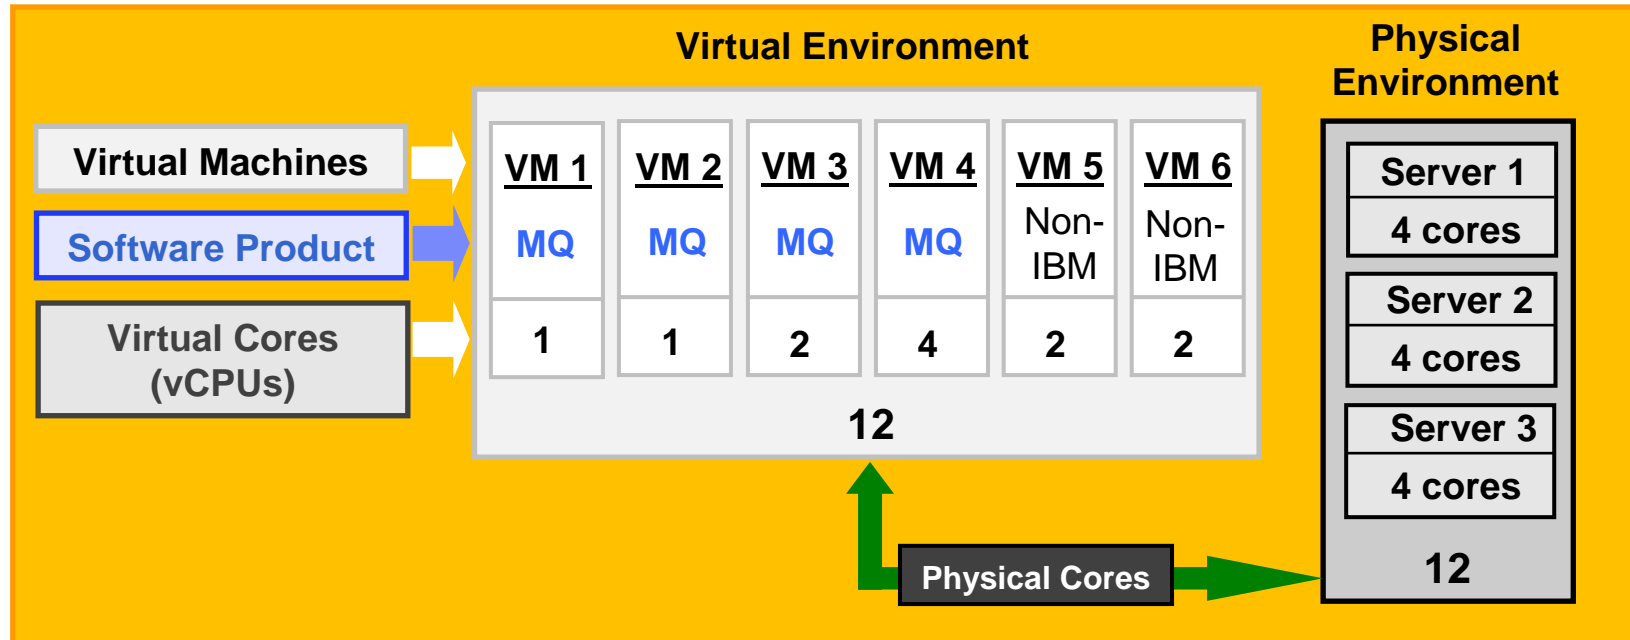 Virtual Environment
Physical
Environment
Virtual Machines
Software Product
Virtual Cores
(vCPUs)
VM 1
MQ
1
VM 2
MQ
1
VM 3
MQ
2
VM 4
MQ
4
VM 5
Non-
IBM
2
VM 6
Non-
IBM
2
12
Server 1
4 cores
Server 2
4 cores
Server 3
4 cores
12
Physical Cores